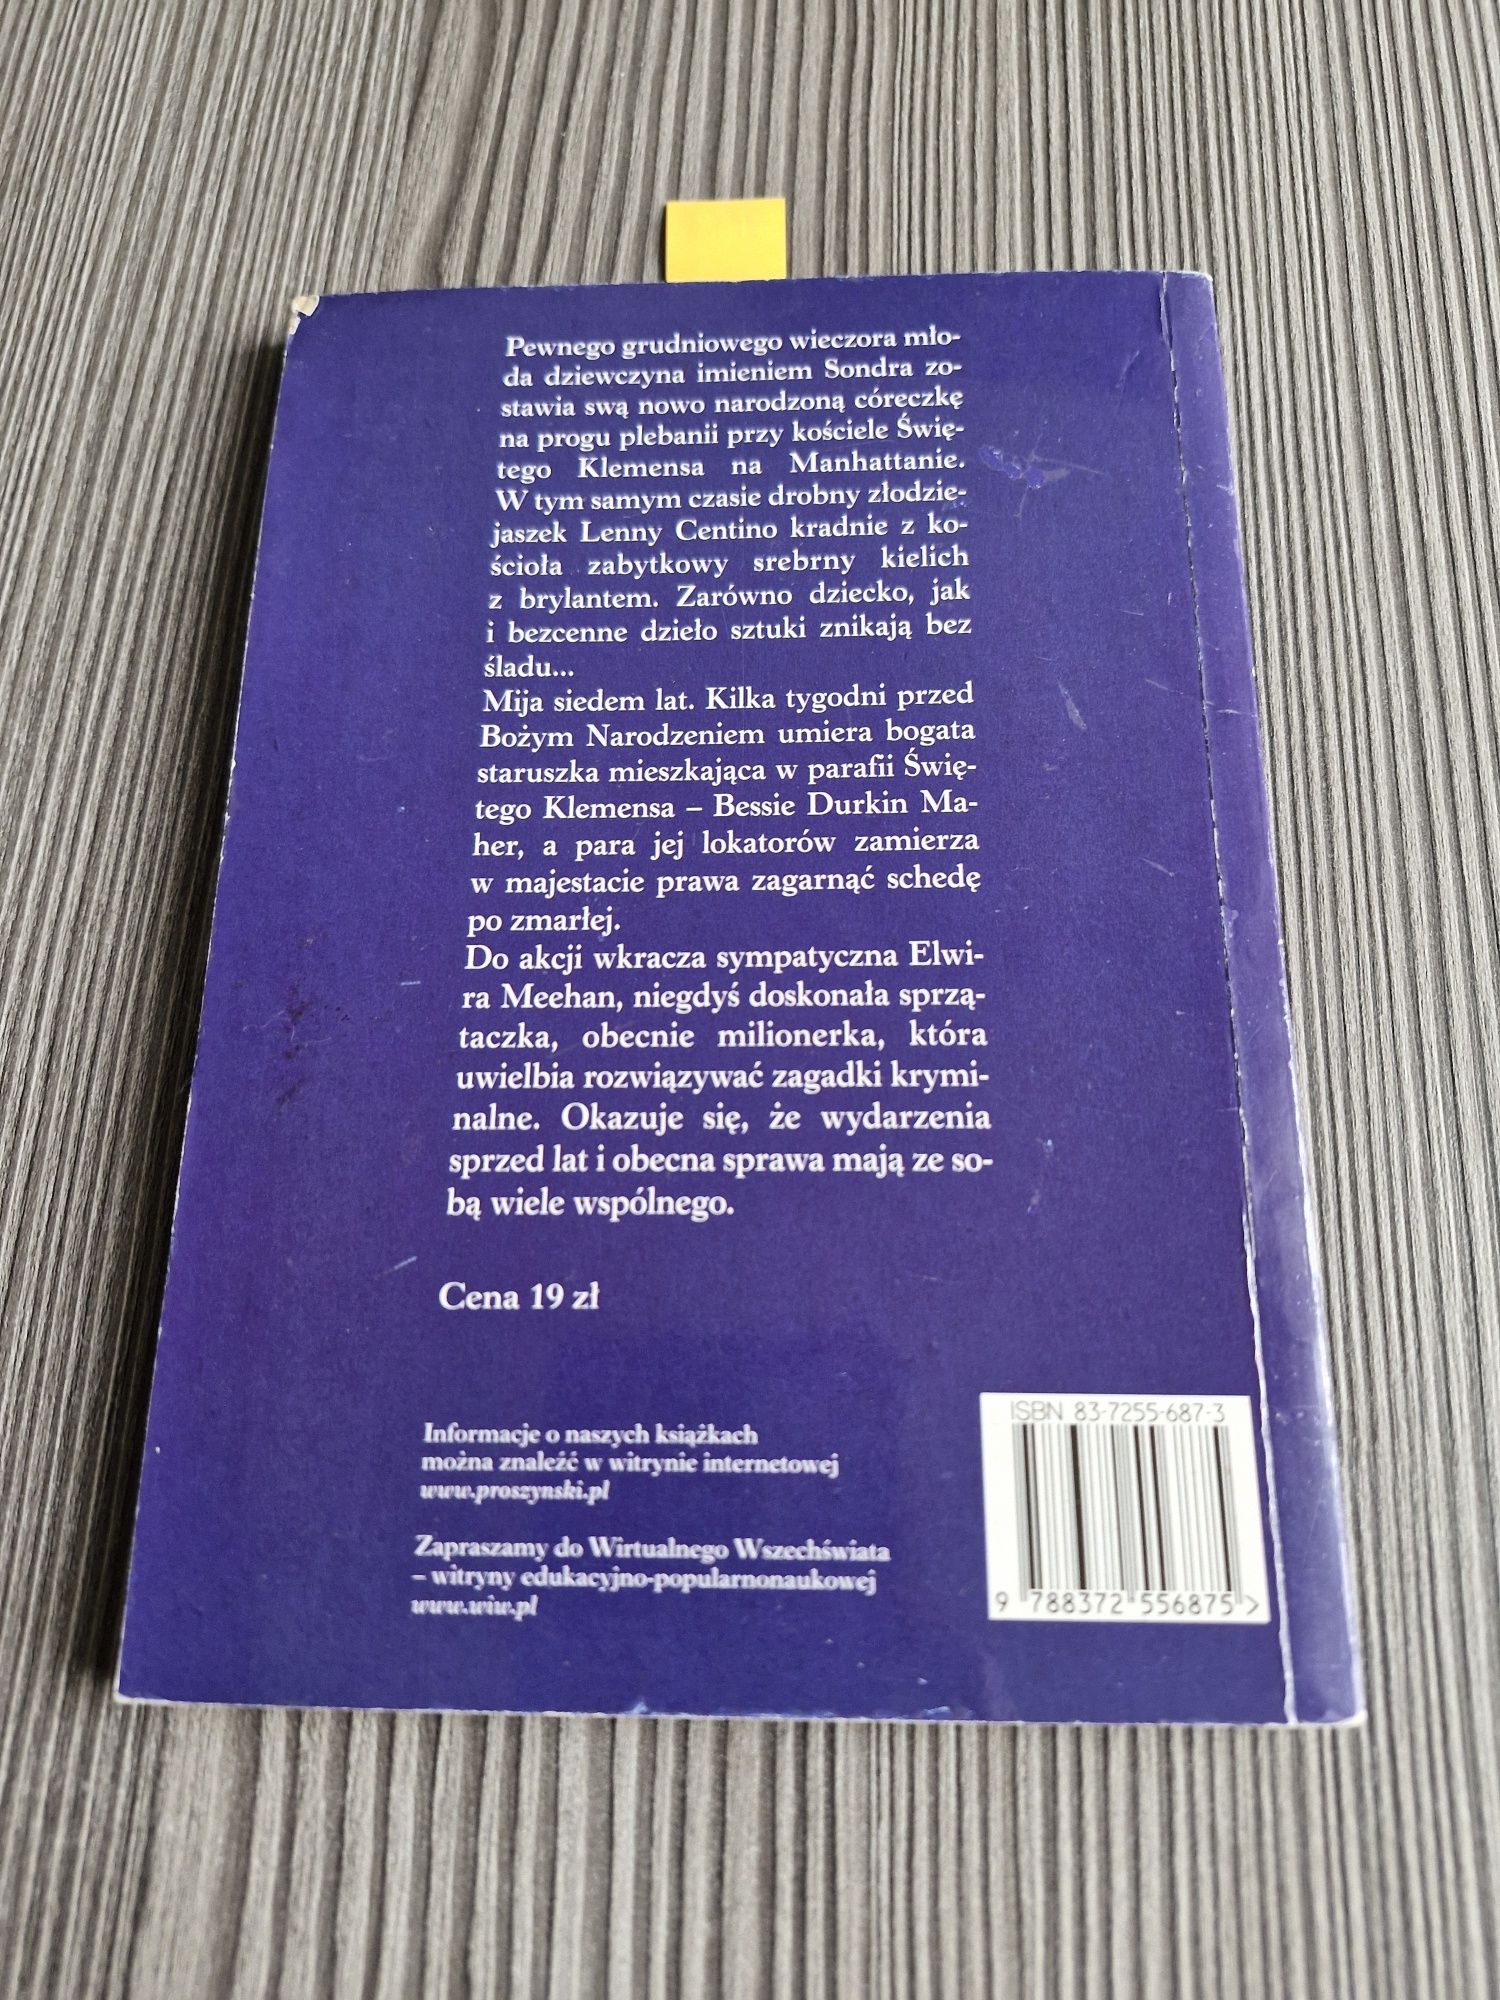 Pewnego grudniowego wieczora mło-
da dziewczyna imieniem Sondra zo-
stawia swą nowo narodzoną córeczkę
na progu plebanii przy kościele Świę-
tego Klemensa na Manhattanie.
W tym samym czasie drobny złodzie-
jaszek Lenny Centino kradnie z ko-
ścioła zabytkowy srebrny kielich
z brylantem. Zarówno dziecko, jak
i bezcenne dzieło sztuki znikają bez
śladu...
Mija siedem lat. Kilka tygodni przed
Bożym Narodzeniem umiera bogata
staruszka mieszkająca w parafii Świę-
tego Klemensa – Bessie Durkin Ma-
her, a para jej lokatorów zamierza
w majestacie prawa zagarnąć schedę
po zmarłej.
Do akcji wkracza sympatyczna Elwi-
ra Meehan, niegdyś doskonała sprzą-
taczka, obecnie milionerka, która
uwielbia rozwiązywać zagadki krymi-
nalne. Okazuje się, że wydarzenia
sprzed lat i obecna sprawa mają ze so-
bą wiele wspólnego.
Cena 19 zł
Informacje o naszych książkach
można znaleźć w witrynie internetowej
www.proszynski.pl
Zapraszamy do Wirtualnego Wszechświata
– witryny edukacyjno-popularnonaukowej
www.wiw.pl
ISBN 83-7255-687-3
9 788372 556875 >